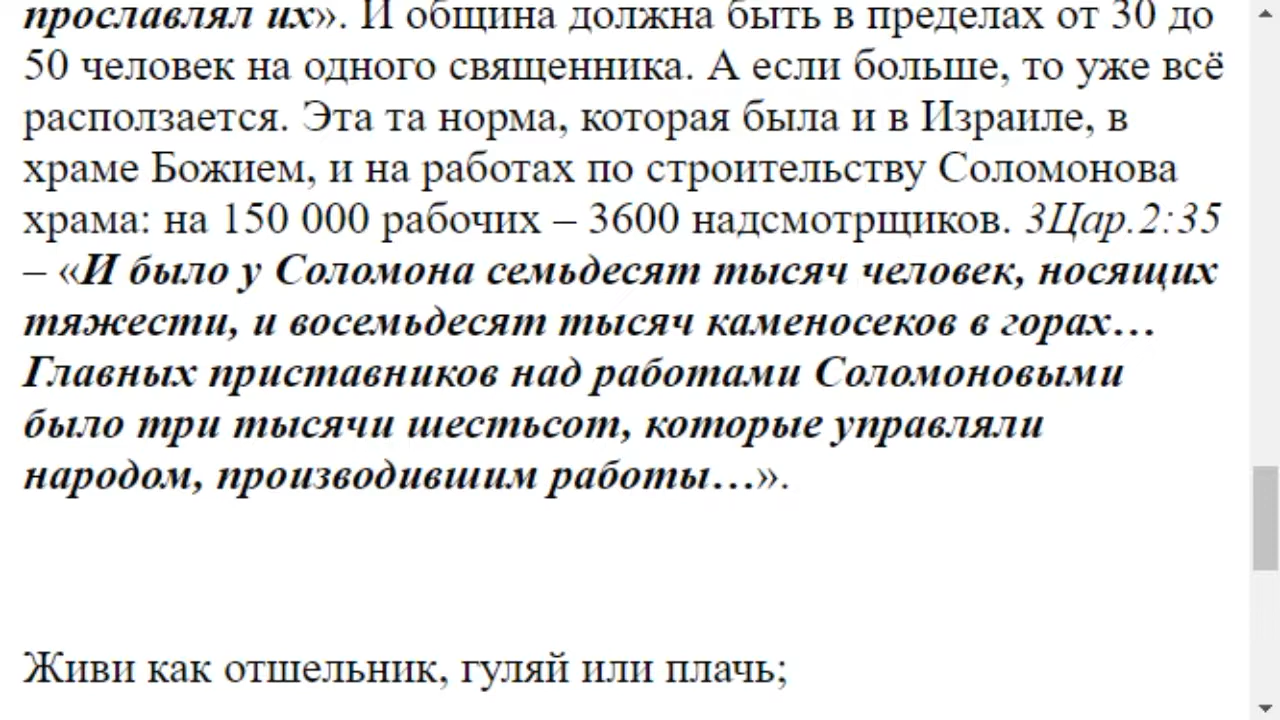 прославлял их». И община должна быть в пределах от 30 до
50 человек на одного священника. А если больше, то уже всё
расползается. Эта та норма, которая была и в Израиле, в
храме Божием, и на работах по строительству Соломонова
храма: на 150 000 рабочих – 3600 надсмотрщиков. 3Цар.2:35
– «И было у Соломона семьдесят тысяч человек, носящих
тяжести, и восемьдесят тысяч каменосеков в горах…
Главных приставников над работами Соломоновыми
было три тысячи шестьсот, которые управляли
народом, производившим работы…».
Живи как отшельник, гуляй или плачь;